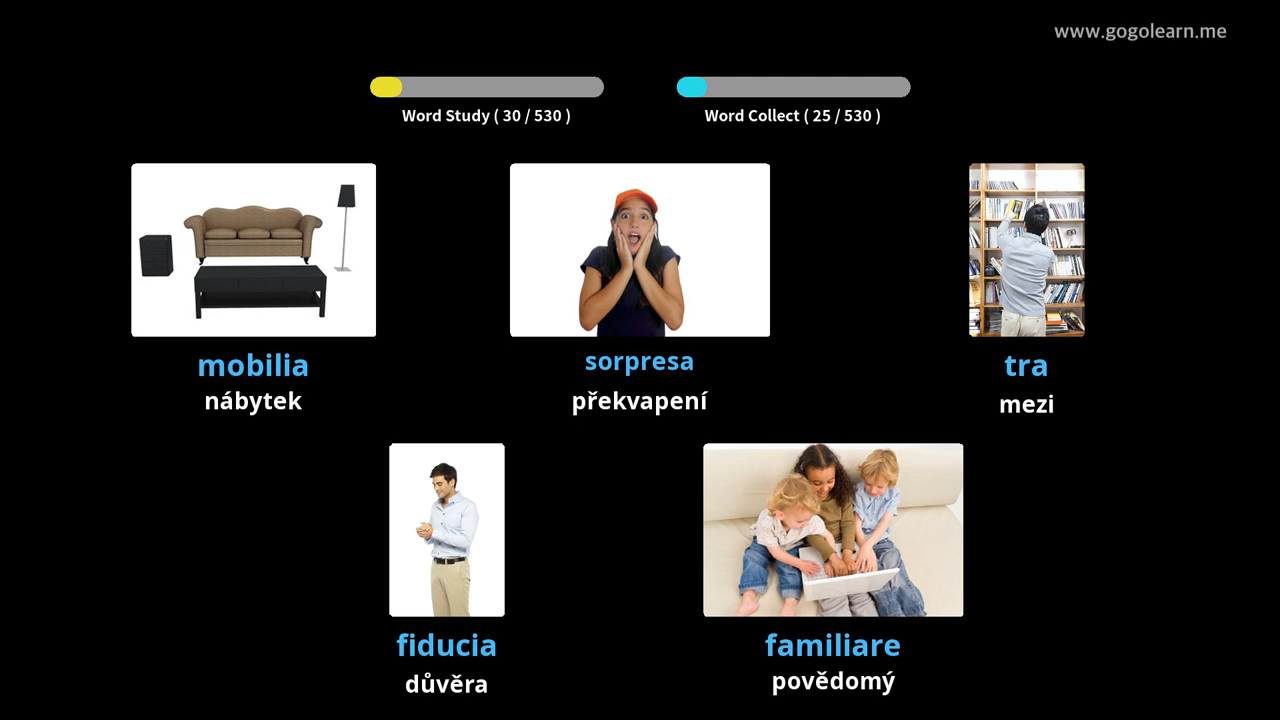 www.gogolearn.me
Word Study ( 30 / 530 )
Word Collect ( 25 / 530 )
mobilia
nábytek
sorpresa
překvapení
tra
mezi
fiducia
důvěra
familiare
povědomý